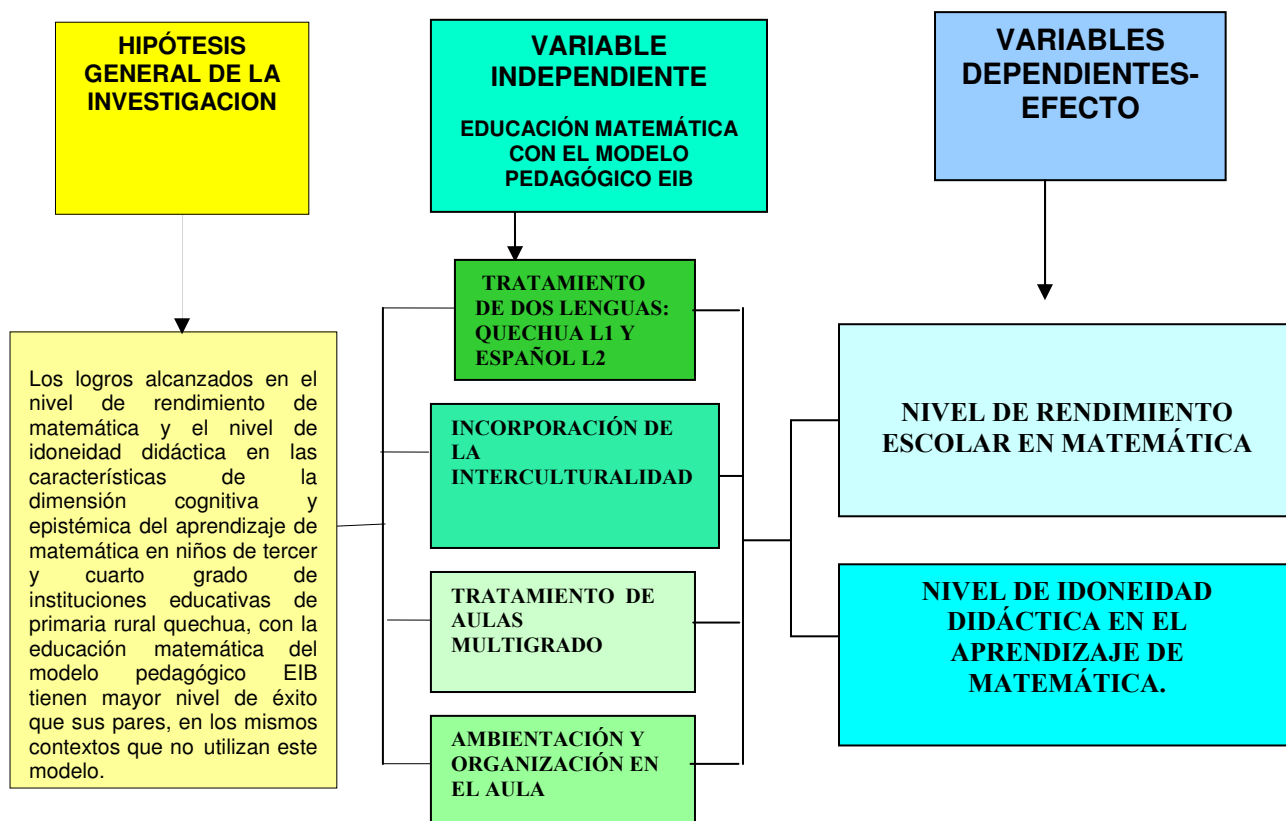 HIPÓTESIS
GENERAL DE LA
INVESTIGACION
Los logros alcanzados en el
nivel de rendimiento de
matemática y el nivel de
idoneidad didáctica en las
características de la
dimensión cognitiva y
epistémica del aprendizaje de
matemática en niños de tercer
y cuarto grado de
instituciones educativas de
primaria rural quechua, con la
educación matemática del
modelo pedagógico EIB
tienen mayor nivel de éxito
que sus pares, en los mismos
contextos que no utilizan este
modelo.
VARIABLE
INDEPENDIENTE
EDUCACIÓN MATEMÁTICA
CON EL MODELO
PEDAGÓGICO EIB
TRATAMIENTO
DE DOS LENGUAS:
QUECHUA L1 Y
ESPAÑOL L2
INCORPORACIÓN DE
LA
INTERCULTURALIDAD
TRATAMIENTO DE
AULAS
MULTIGRADO
AMBIENTACIÓN Y
ORGANIZACIÓN EN
EL AULA
VARIABLES
DEPENDIENTES-
EFECTO
NIVEL DE RENDIMIENTO
ESCOLAR EN MATEMÁTICA
NIVEL DE IDONEIDAD
DIDÁCTICA EN EL
APRENDIZAJE DE
MATEMÁTICA.